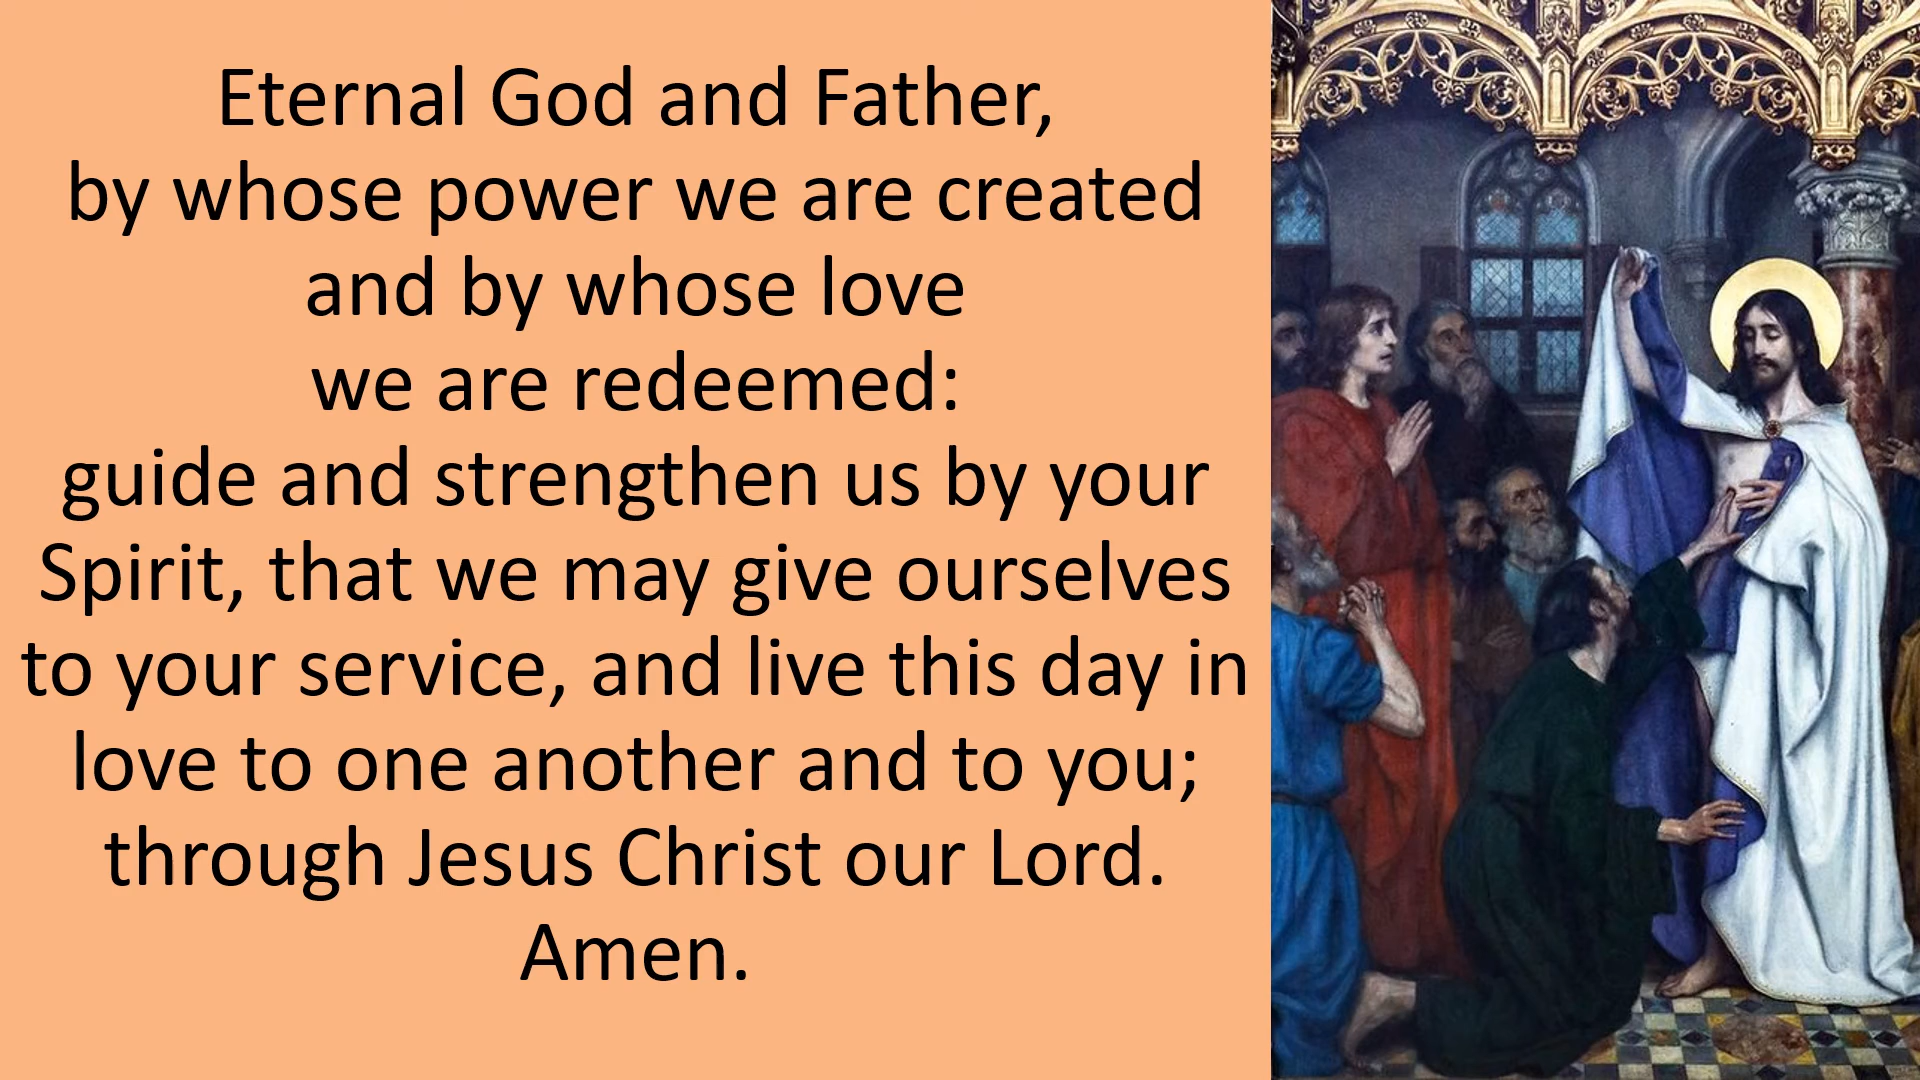 Eternal God and Father,
by whose power we are created
and by whose love
we are redeemed:
guide and strengthen us by your
Spirit, that we may give ourselves
to your service, and live this day in
love to one another and to you;
through Jesus Christ our Lord.
Amen.